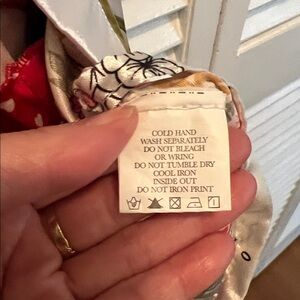 COLD HAND
WASH SEPARATELY
DO NOT BLEACH
OR WRING
DO NOT TUMBLE DRY
COOL IRON
INSIDE OUT
DO NOT IRON PRINT